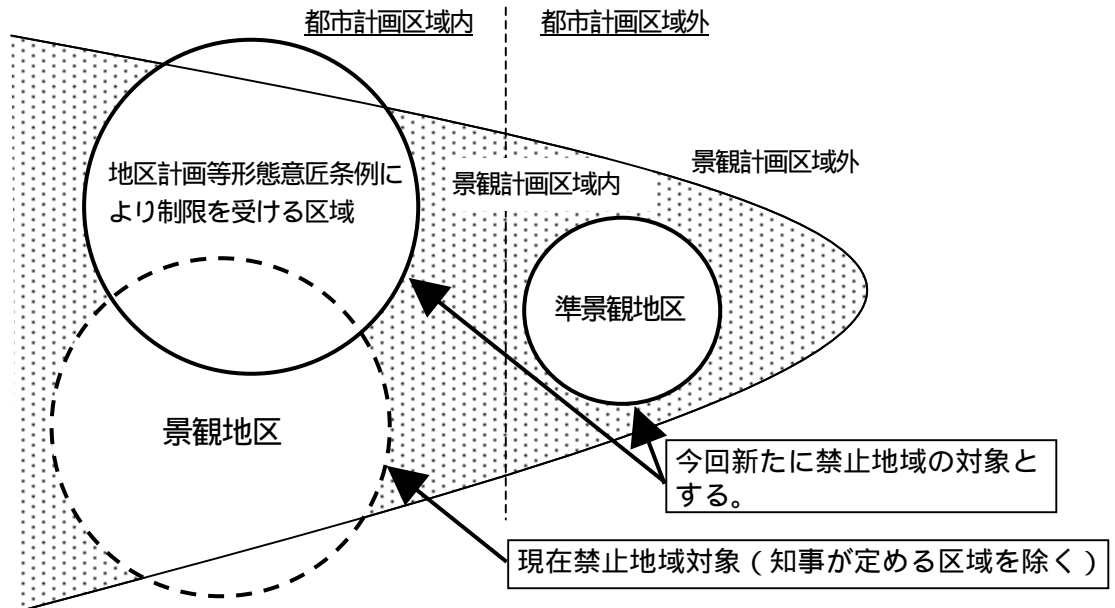 都市計画区域内
都市計画区域外
地区計画等形態意匠条例に
より制限を受ける区域
景観計画区域内
景観計画区域外
準景観地区
景観地区
今回新たに禁止地域の対象と
する。
現在禁止地域対象(知事が定める区域を除く)